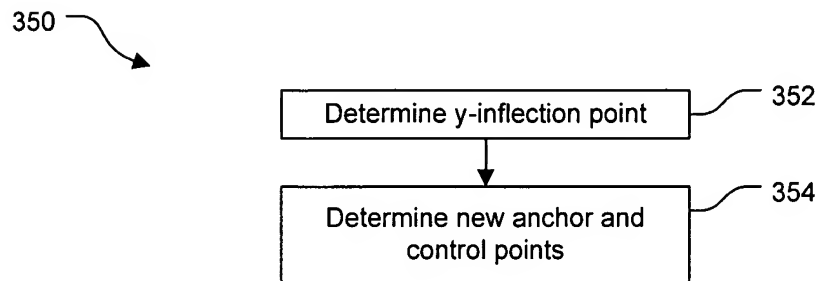 350
352
Determine y-inflection point
354
Determine new anchor and
control points